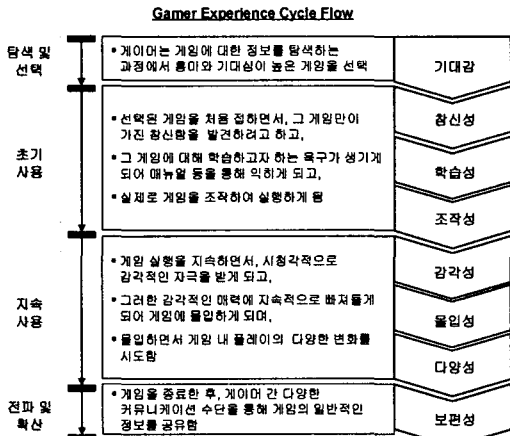 Gamer Experience Cycle Flow
탐색 및
선택
• 게이머는 게임에 대한 정보를 탐색하는
과정에서 흥미와 기대심이 높은 게임을 선택
기대감
초기
사용
• 선택된 게임을 처음 접하면서, 그 게임만이
가진 참신함을 발견하려고 하고,
• 그 게임에 대해 학습하고자 하는 욕구가 생기게
되어 매뉴얼 등을 통해 익히게 되고,
• 실제로 게임을 조작하여 실행하게 됨
참신성
학습성
조작성
지속
사용
• 게임 실행을 지속하면서, 시청각적으로
감각적인 자극을 받게 되고,
• 그러한 감각적인 매력에 지속적으로 빠져들게
되어 게임에 몰입하게 되며,
• 몰입하면서 게임 내 플레이의 다양한 변화를
시도함
감각성
몰입성
다양성
전파 및
확산
• 게임을 종료한 후, 게이머 간 다양한
커뮤니케이션 수단을 통해 게임의 일반적인
정보를 공유함
보편성